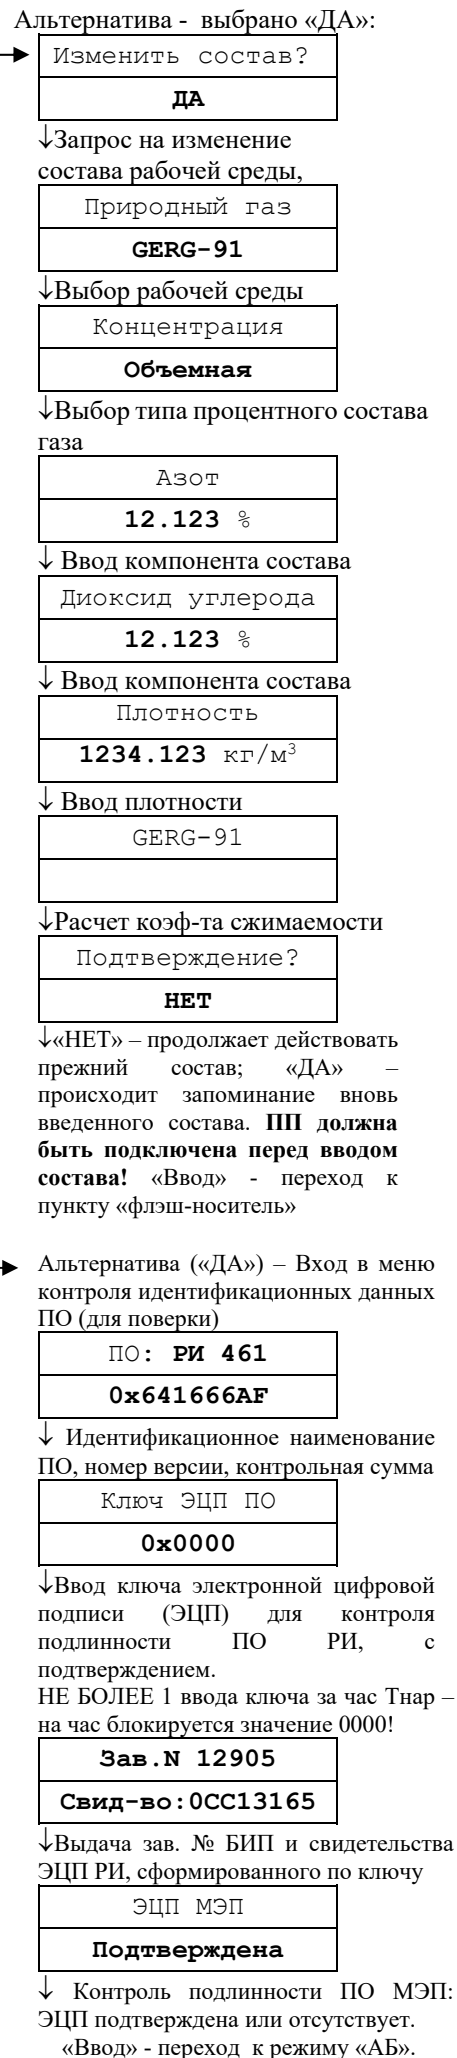 Альтернатива - выбрано «ДА»:
Изменить состав?
ДА
↓Запрос на изменение
состава рабочей среды,
Природный газ
GERG-91
↓Выбор рабочей среды
Концентрация
Объемная
↓Выбор типа процентного состава
газа
Азот
12.123 %
↓ Ввод компонента состава
Диоксид углерода
12.123 %
↓ Ввод компонента состава
Плотность
1234.123 кг/м³
↓ Ввод плотности
GERG-91
↓Расчет коэф-та сжимаемости
Подтверждение?
НЕТ
↓«НЕТ» – продолжает действовать
прежний состав; «ДА» –
происходит запоминание вновь
введенного состава. ПП должна
быть подключена перед вводом
состава! «Ввод» - переход к
пункту «флэш-носитель»
Альтернатива («ДА») – Вход в меню
контроля идентификационных данных
ПО (для поверки)
ПО: РИ 461
0x641666AF
↓ Идентификационное наименование
ПО, номер версии, контрольная сумма
Ключ ЭЦП ПО
0x0000
↓Ввод ключа электронной цифровой
подписи (ЭЦП) для контроля
подлинности ПО РИ, с
подтверждением.
НЕ БОЛЕЕ 1 ввода ключа за час Тнар –
на час блокируется значение 0000!
Зав.N 12905
Свид-во:0CC13165
↓Выдача зав. № БИП и свидетельства
ЭЦП РИ, сформированного по ключу
ЭЦП МЭП
Подтверждена
↓ Контроль подлинности ПО МЭП:
ЭЦП подтверждена или отсутствует.
«Ввод» - переход к режиму «АБ».